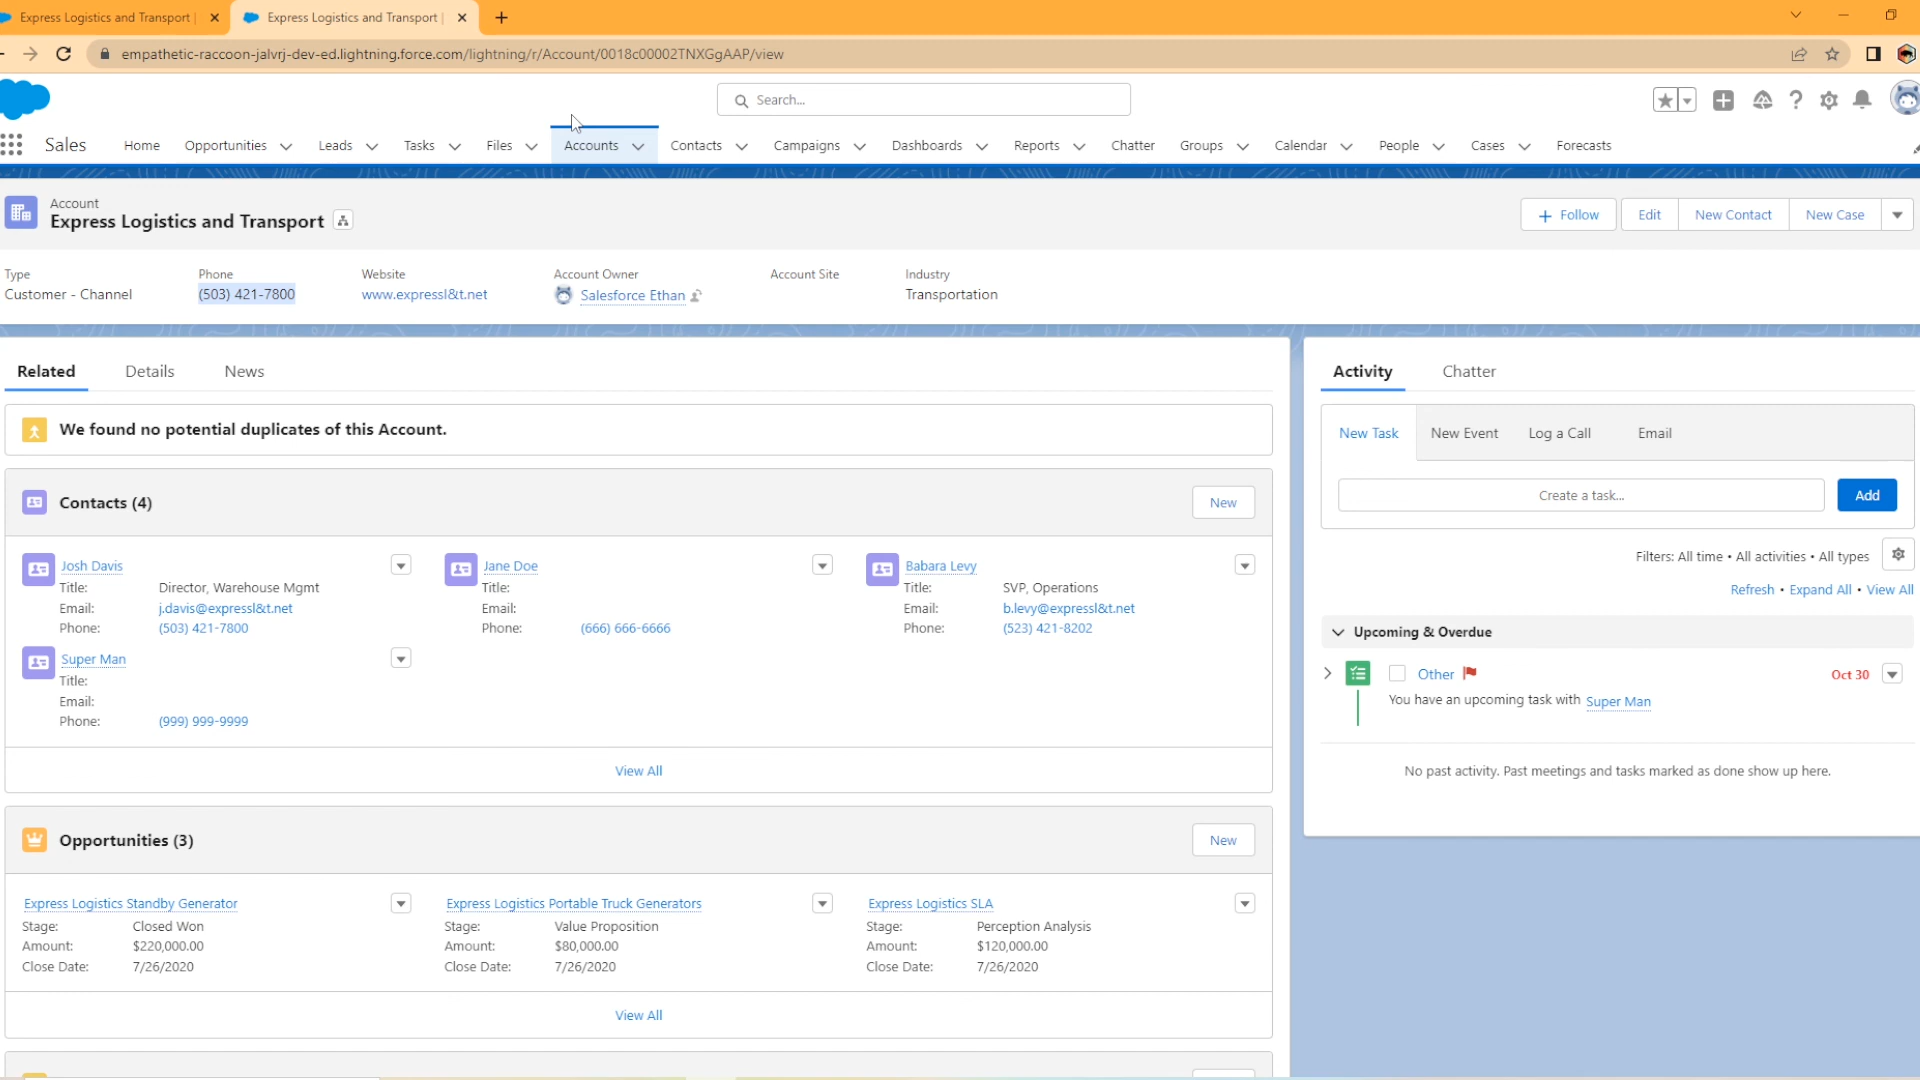 Express Logistics and Transport
Express Logistics and Transport
empathetic-raccoon-jalvrj-dev-ed.lightning.force.com/lightning/r/Account/0018c00002TNXGgAAP/view
Search...
Sales
Home
Opportunities
Leads
Tasks
Files
Accounts
Contacts
Campaigns
Dashboards
Reports
Chatter
Groups
Calendar
People
Cases
Forecasts
Account
Express Logistics and Transport
Follow
Edit
New Contact
New Case
Type
Customer - Channel
Phone
(503) 421-7800
Website
www.expressl&t.net
Account Owner
Salesforce Ethan
Account Site
Industry
Transportation
Related
Details
News
We found no potential duplicates of this Account.
Contacts (4)
New
Josh Davis
Title: Director, Warehouse Mgmt
Email: j.davis@expressl&t.net
Phone: (503) 421-7800
Jane Doe
Title:
Email:
Phone: (666) 666-6666
Babara Levy
Title: SVP, Operations
Email: b.levy@expressl&t.net
Phone: (523) 421-8202
Super Man
Title:
Email:
Phone: (999) 999-9999
View All
Opportunities (3)
New
Express Logistics Standby Generator
Stage: Closed Won
Amount: $220,000.00
Close Date: 7/26/2020
Express Logistics Portable Truck Generators
Stage: Value Proposition
Amount: $80,000.00
Close Date: 7/26/2020
Express Logistics SLA
Stage: Perception Analysis
Amount: $120,000.00
Close Date: 7/26/2020
View All
Activity
Chatter
New Task
New Event
Log a Call
Email
Create a task...
Add
Filters: All time • All activities • All types
Refresh • Expand All • View All
Upcoming & Overdue
Other
Oct 30
You have an upcoming task with Super Man
No past activity. Past meetings and tasks marked as done show up here.